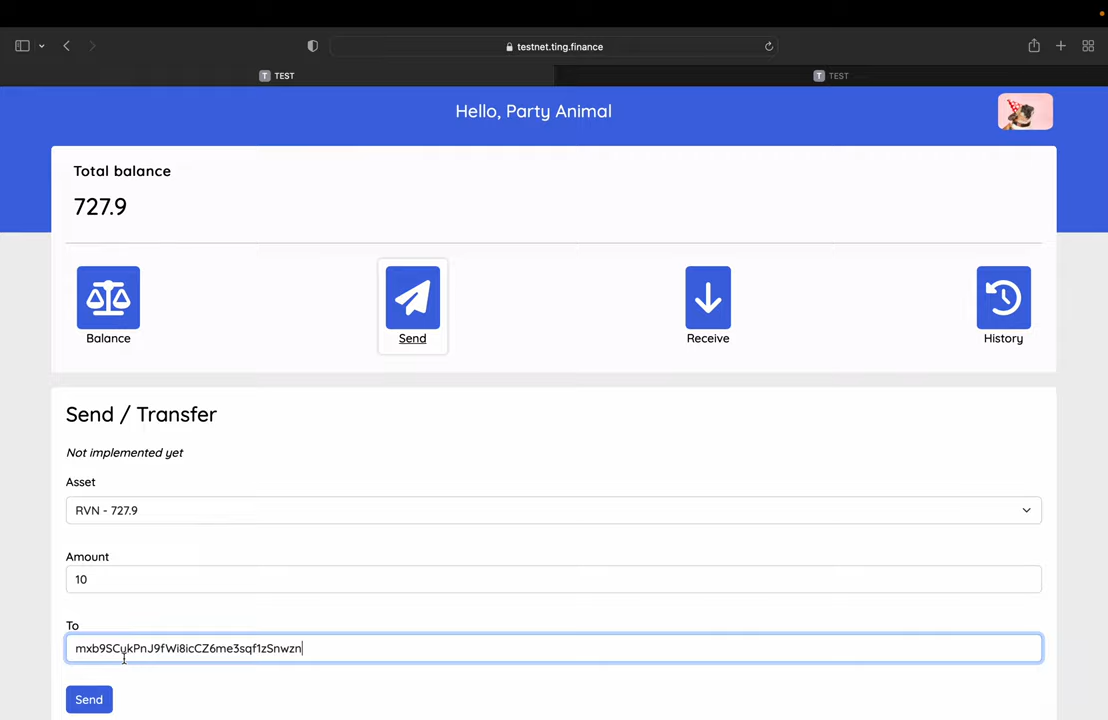 testnet.ting.finance
T TEST
T TEST
Hello, Party Animal
Total balance
727.9
Balance
Send
Receive
History
Send / Transfer
Not implemented yet
Asset
RVN - 727.9
Amount
10
To
mxb9SCykPnJ9fWi8icCZ6me3sqf1zSnwzn
Send